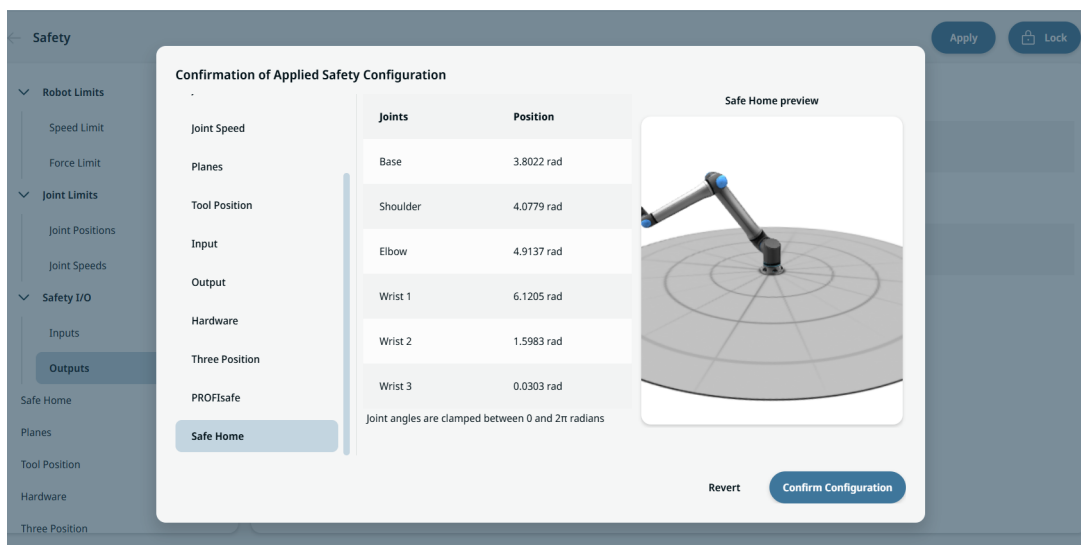 Safety
Apply
Lock
Robot Limits
Speed Limit
Force Limit
Joint Limits
Joint Positions
Joint Speeds
Safety I/O
Inputs
Outputs
Safe Home
Planes
Tool Position
Hardware
Three Position
Confirmation of Applied Safety Configuration
Joint Speed
Planes
Tool Position
Input
Output
Hardware
Three Position
PROFIsafe
Safe Home
Joints Position
Base 3.8022 rad
Shoulder 4.0779 rad
Elbow 4.9137 rad
Wrist 1 6.1205 rad
Wrist 2 1.5983 rad
Wrist 3 0.0303 rad
Joint angles are clamped between 0 and 2π radians
Safe Home preview
Revert
Confirm Configuration